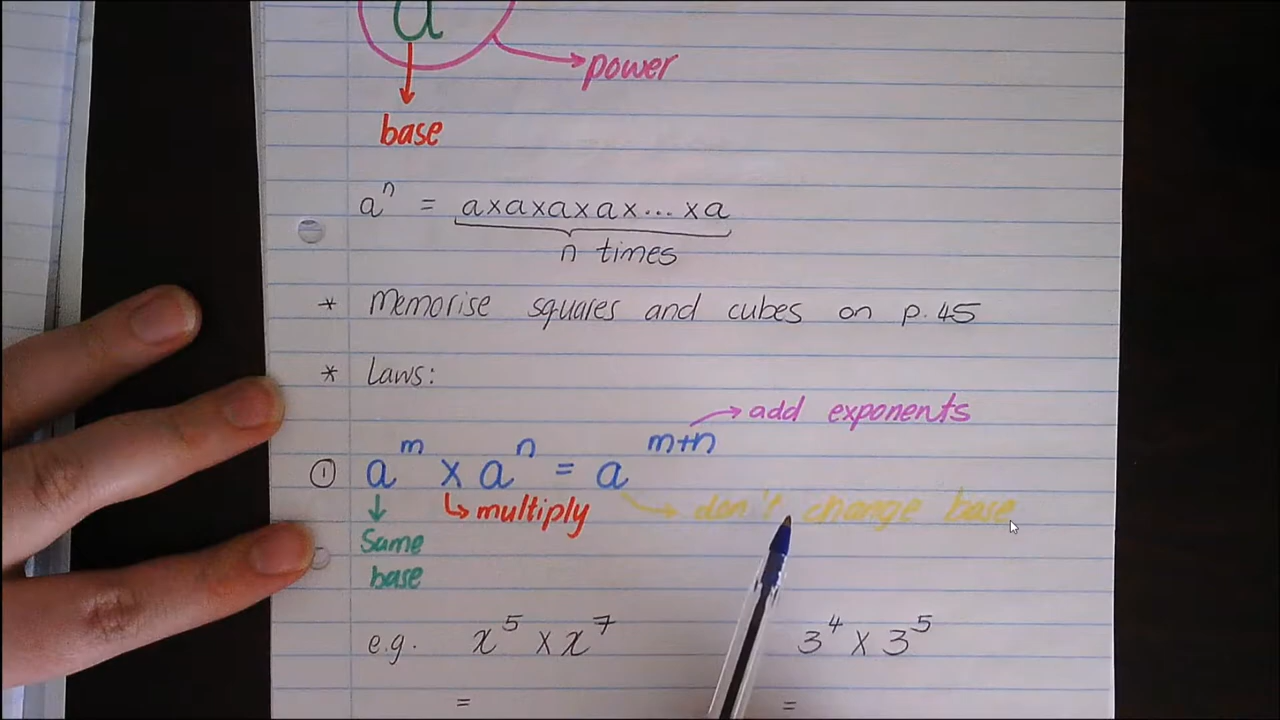 a
power
base
aⁿ = a×a×a×a×...×a
n times
* Memorise squares and cubes on p.45
* Laws:
add exponents
① aᵐ × aⁿ = aᵐ⁺ⁿ
multiply
don't change base
Same
base
e.g. x⁵ × x⁷ 3⁴ × 3⁵
= =